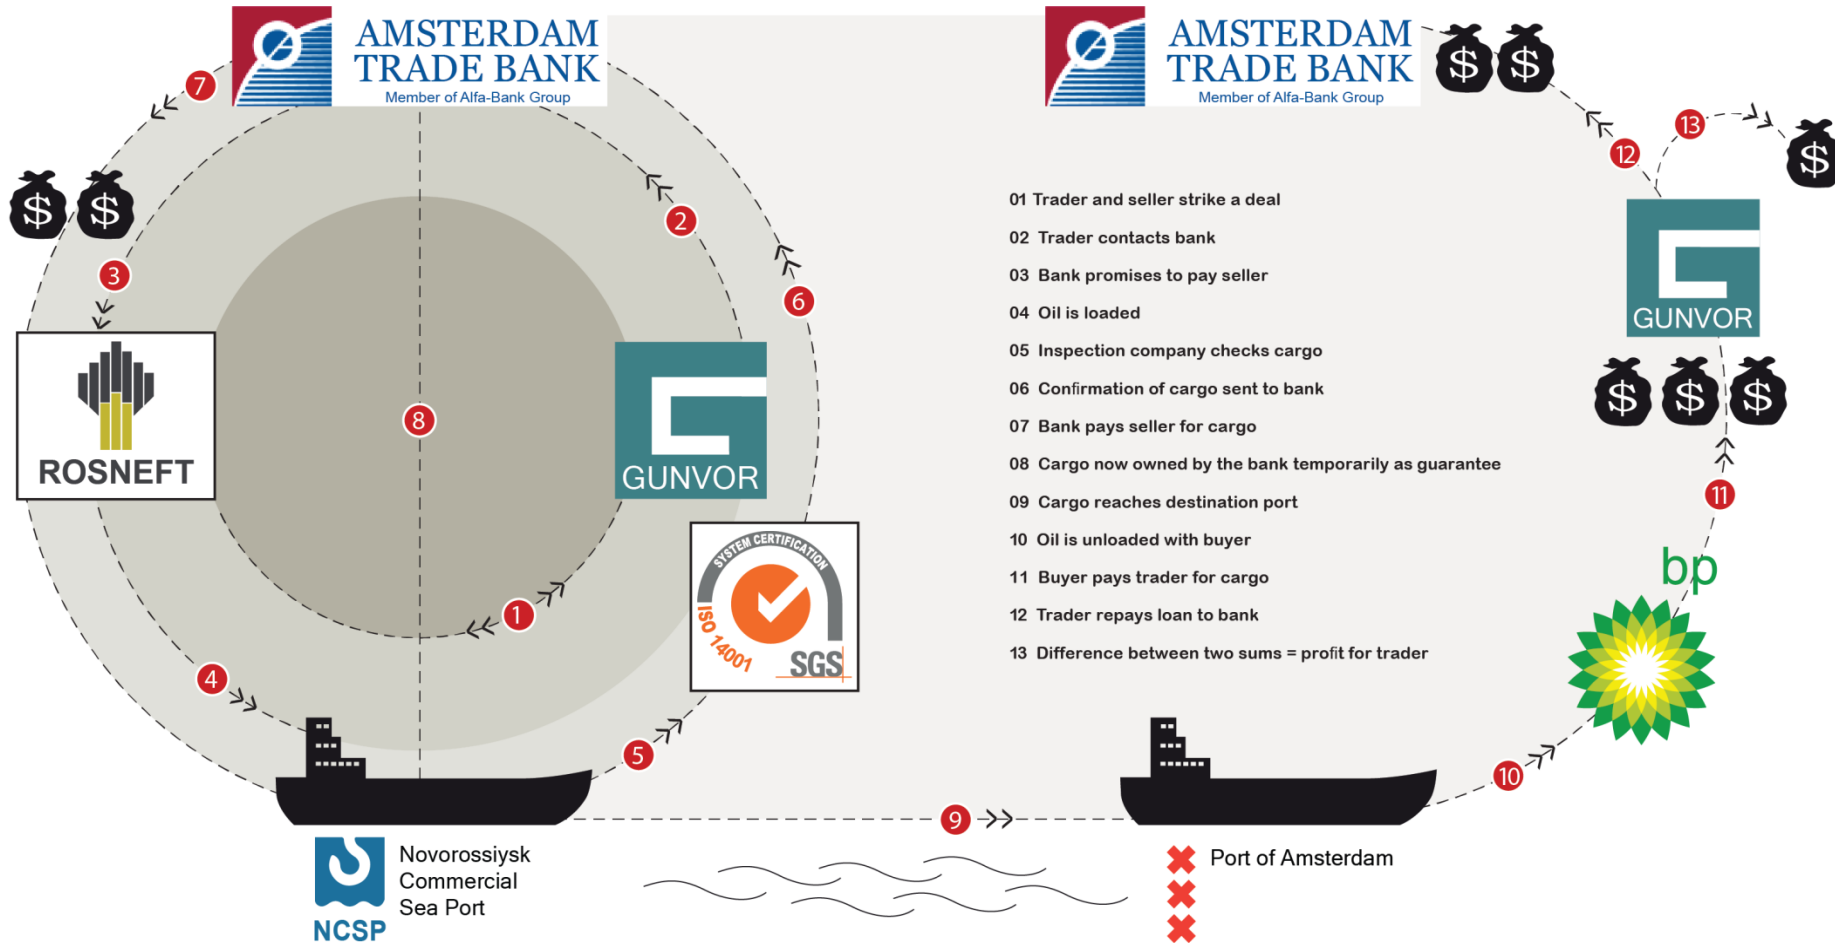 AMSTERDAM
TRADE BANK
Member of Alfa-Bank Group
AMSTERDAM
TRADE BANK
Member of Alfa-Bank Group
$ $
7
13
12
$
2
$ $
3
6
ROSNEFT
8
GUNVOR
01 Trader and seller strike a deal
02 Trader contacts bank
03 Bank promises to pay seller
04 Oil is loaded
05 Inspection company checks cargo
06 Confirmation of cargo sent to bank
07 Bank pays seller for cargo
08 Cargo now owned by the bank temporarily as guarantee
09 Cargo reaches destination port
10 Oil is unloaded with buyer
11 Buyer pays trader for cargo
12 Trader repays loan to bank
13 Difference between two sums = profit for trader
GUNVOR
$ $ $
11
bp
SYSTEM CERTIFICATION
ISO 14001
SGS
1
4
5
9
10
Novorossiysk
Commercial
Sea Port
NCSP
Port of Amsterdam